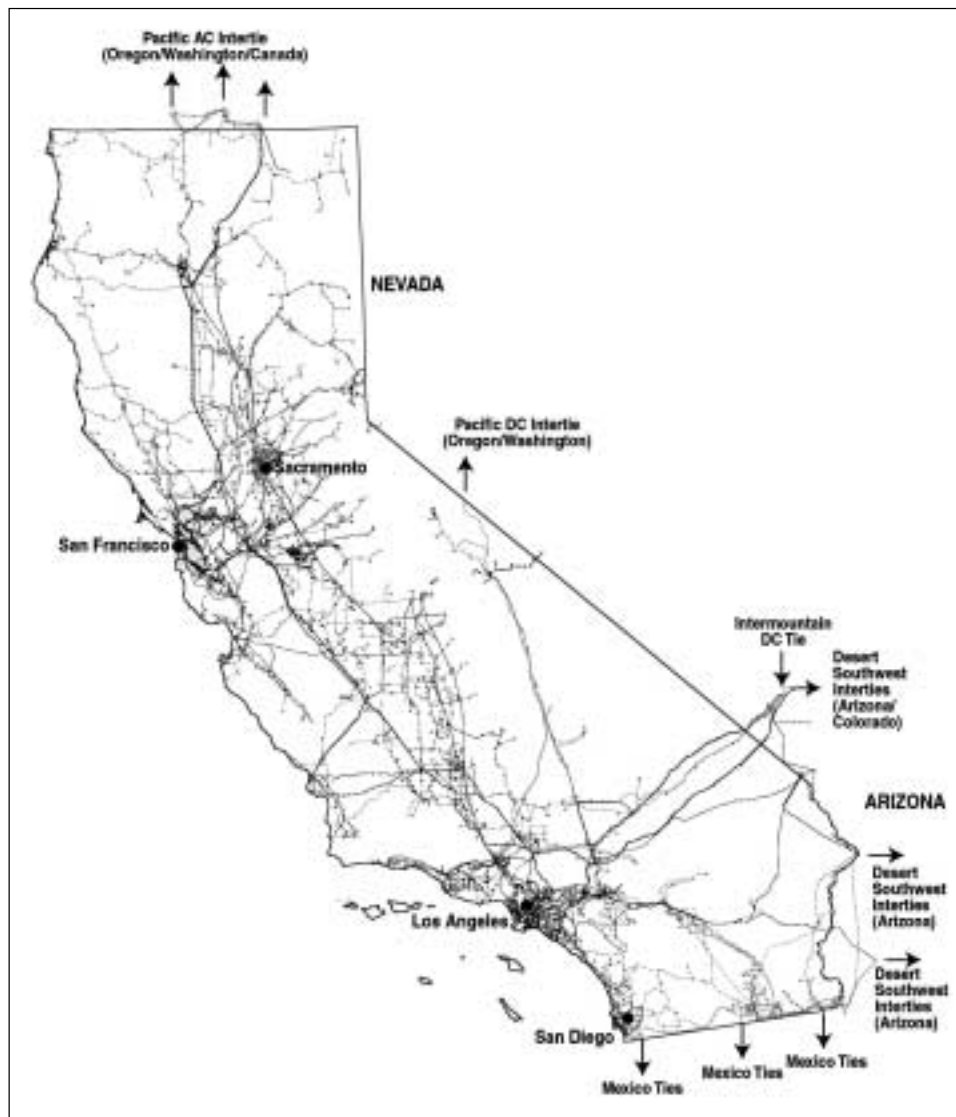 Pacific AC Intertie
(Oregon/Washington/Canada)
NEVADA
Pacific DC Intertie
(Oregon/Washington)
Sacramento
San Francisco
Intermountain
DC Tie
Desert
Southwest
Interties
(Arizona/
Colorado)
ARIZONA
Desert
Southwest
Interties
(Arizona)
Los Angeles
Desert
Southwest
Interties
(Arizona)
San Diego
Mexico Ties
Mexico Ties
Mexico Ties